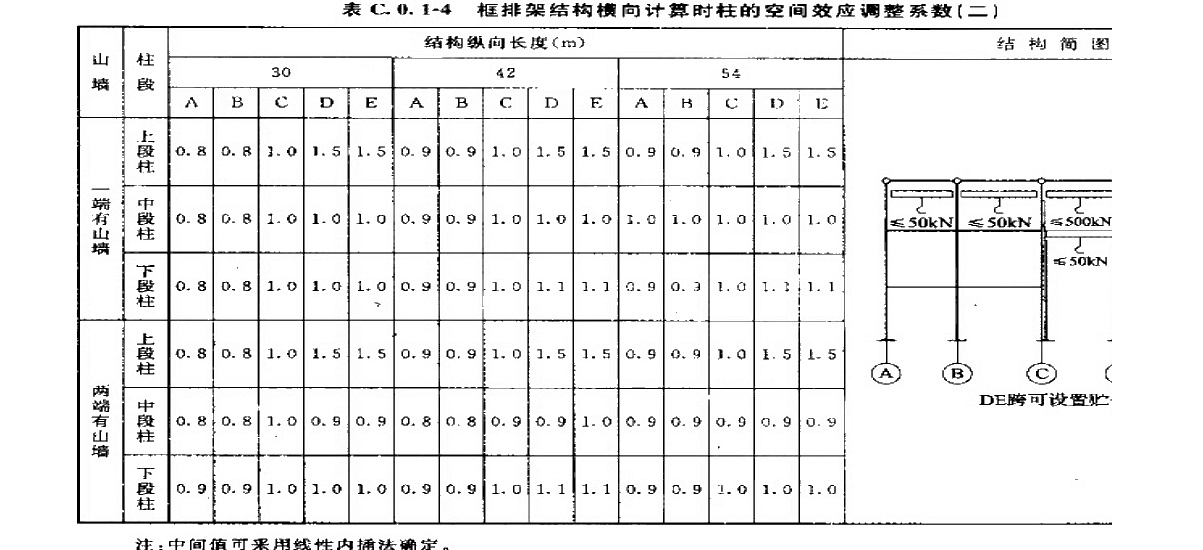 表 C.0.1-4 框排架结构横向计算时柱的空间效应调整系数(二)
山墙 柱段 结构纵向长度(m) 结构简图
30 42 54
A B C D E A B C D E A B C D E
一端有山墙 上段柱 0.8 0.8 1.0 1.5 1.5 0.9 0.9 1.0 1.5 1.5 0.9 0.9 1.0 1.5 1.5
中段柱 0.8 0.8 1.0 1.0 1.0 0.9 0.9 1.0 1.0 1.0 1.0 1.0 1.0 1.0 1.0
下段柱 0.8 0.8 1.0 1.0 1.0 0.9 0.9 1.0 1.1 1.1 0.9 0.9 1.0 1.1 1.1
两端有山墙 上段柱 0.8 0.8 1.0 1.5 1.5 0.9 0.9 1.0 1.5 1.5 0.9 0.9 1.0 1.5 1.5
中段柱 0.8 0.8 1.0 0.9 0.9 0.8 0.8 0.9 0.9 1.0 0.9 0.9 0.9 0.9 0.9
下段柱 0.9 0.9 1.0 1.0 1.0 0.9 0.9 1.0 1.1 1.1 0.9 0.9 1.0 1.0 1.0
≤50kN ≤50kN ≤500kN
≤50kN
A B C
DE跨可设置贮
注:中间值可采用线性内插法确定。